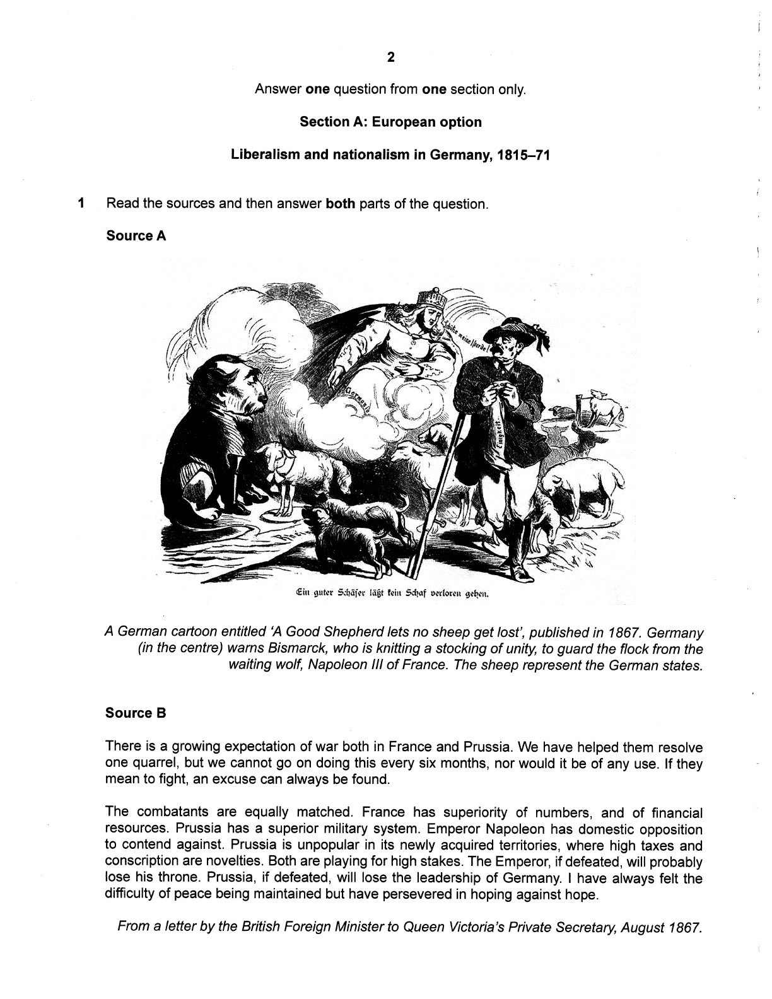 2
Answer one question from one section only.
Section A: European option
Liberalism and nationalism in Germany, 1815–71
1 Read the sources and then answer both parts of the question.
Source A
Schütze meine Herde!
Germania
Einigkeit.
Ein guter Schäfer läßt kein Schaf verloren gehen.
A German cartoon entitled ‘A Good Shepherd lets no sheep get lost’, published in 1867. Germany
(in the centre) warns Bismarck, who is knitting a stocking of unity, to guard the flock from the
waiting wolf, Napoleon III of France. The sheep represent the German states.
Source B
There is a growing expectation of war both in France and Prussia. We have helped them resolve
one quarrel, but we cannot go on doing this every six months, nor would it be of any use. If they
mean to fight, an excuse can always be found.
The combatants are equally matched. France has superiority of numbers, and of financial
resources. Prussia has a superior military system. Emperor Napoleon has domestic opposition
to contend against. Prussia is unpopular in its newly acquired territories, where high taxes and
conscription are novelties. Both are playing for high stakes. The Emperor, if defeated, will probably
lose his throne. Prussia, if defeated, will lose the leadership of Germany. I have always felt the
difficulty of peace being maintained but have persevered in hoping against hope.
From a letter by the British Foreign Minister to Queen Victoria’s Private Secretary, August 1867.